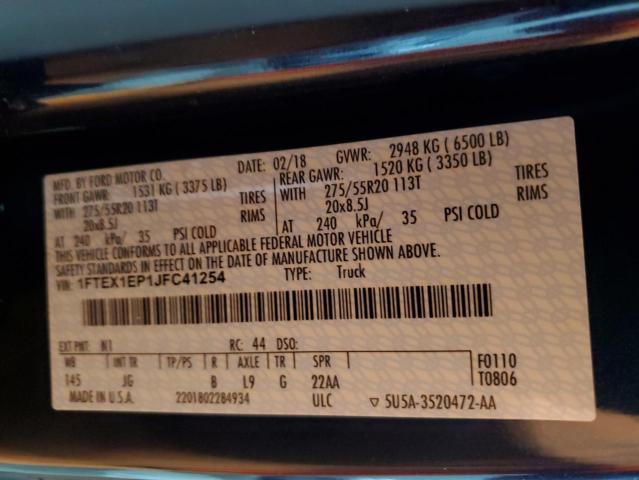 MFD. BY FORD MOTOR CO.
DATE: 02/18 GVWR: 2948 KG ( 6500 LB)
FRONT GAWR: 1531 KG ( 3375 LB) REAR GAWR: 1520 KG ( 3350 LB)
WITH 275/55R20 113T TIRES WITH 275/55R20 113T TIRES
20x8.5J RIMS 20x8.5J RIMS
AT 240 kPa/ 35 PSI COLD AT 240 kPa/ 35 PSI COLD
THIS VEHICLE CONFORMS TO ALL APPLICABLE FEDERAL MOTOR VEHICLE
SAFETY STANDARDS IN EFFECT ON THE DATE OF MANUFACTURE SHOWN ABOVE.
VIN: 1FTEX1EP1JFC41254 TYPE: Truck
EXT PNT: N1 RC: 44 DSO:
WB INT TR TP/PS R AXLE TR SPR F0110
145 JG B L9 G 22AA T0806
MADE IN U.S.A. 2201802284934 ULC ▽ 5U5A-3520472-AA